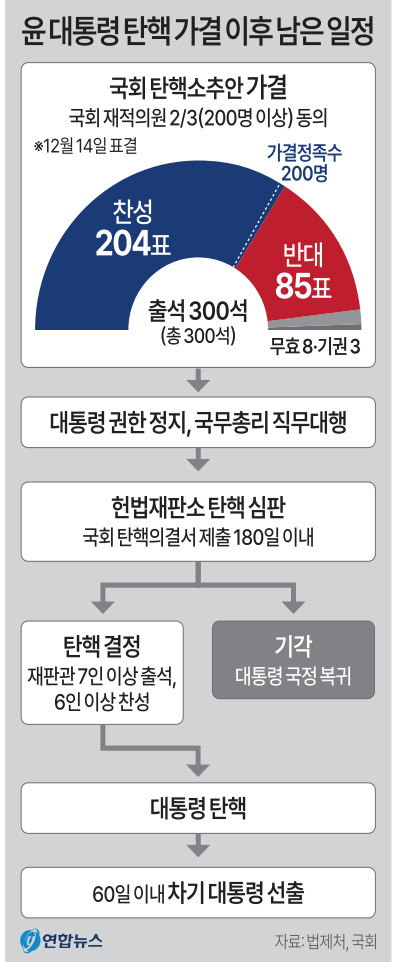 윤 대통령 탄핵 가결 이후 남은 일정
국회 탄핵소추안 가결
국회 재적의원 2/3(200명 이상) 동의
※12월 14일 표결
가결정족수
200명
찬성
204표
반대
85표
출석 300석
(총 300석)
무효 8·기권 3
대통령 권한 정지, 국무총리 직무대행
헌법재판소 탄핵 심판
국회 탄핵의결서 제출 180일 이내
탄핵 결정
재판관 7인 이상 출석,
6인 이상 찬성
기각
대통령 국정 복귀
대통령 탄핵
60일 이내 차기 대통령 선출
연합뉴스
자료: 법제처, 국회